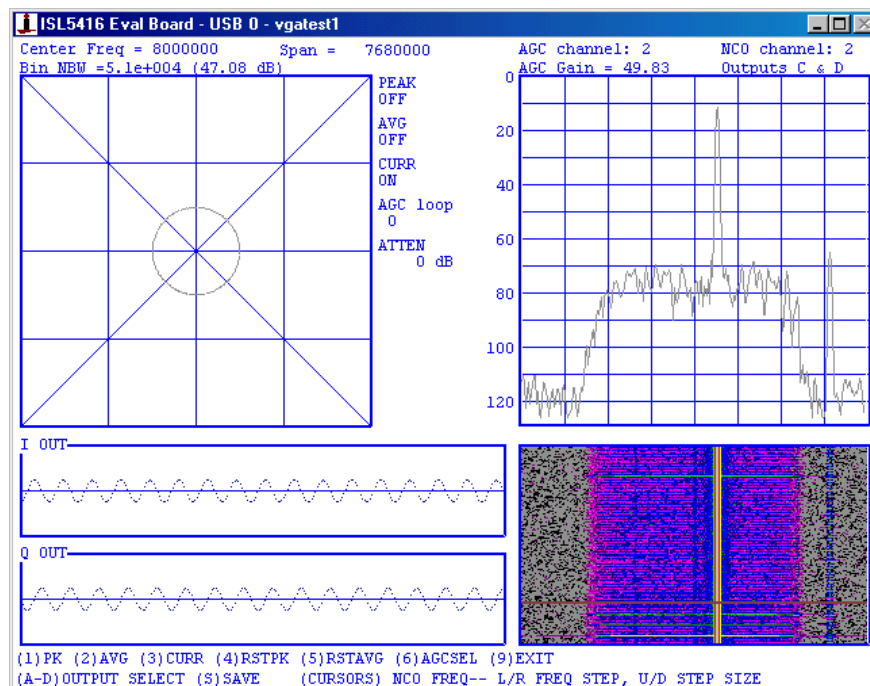 ISL5416 Eval Board - USB 0 - vgatest1
Center Freq = 8000000 Span = 7680000
Bin NBW =5.1e+004 (47.08 dB)
AGC channel: 2 NCO channel: 2
AGC Gain = 49.83 Outputs C & D
PEAK
OFF
AVG
OFF
CURR
ON
AGC loop
0
ATTEN
0 dB
0
20
40
60
80
100
120
I OUT
Q OUT
(1)PK (2)AVG (3)CURR (4)RSTPK (5)RSTAVG (6)AGCSEL (9)EXIT
(A-D)OUTPUT SELECT (S)SAVE (CURSORS) NCO FREQ-- L/R FREQ STEP, U/D STEP SIZE